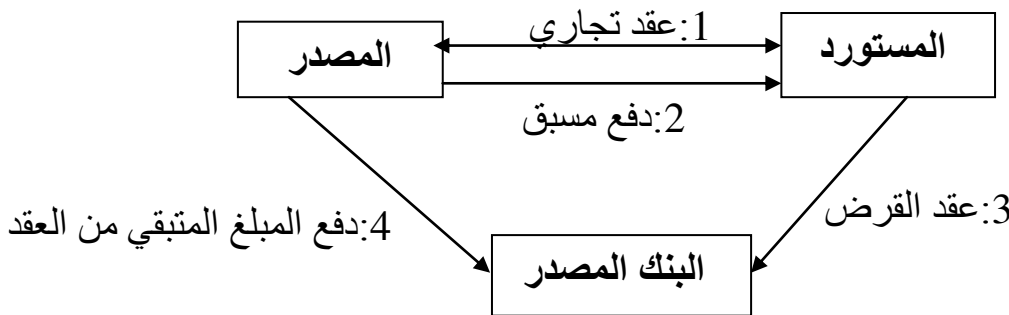 1:عقد تجاري
المستورد
المصدر
2:دفع مسبق
3:عقد القرض
4:دفع المبلغ المتبقي من العقد
البنك المصدر